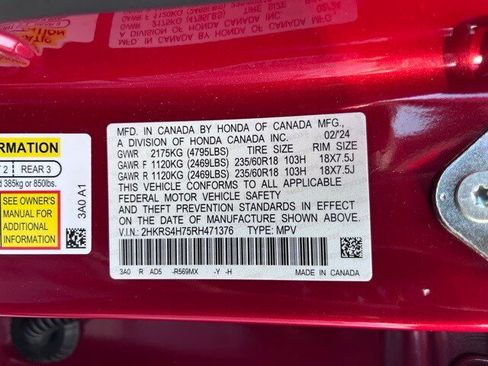 MFD. IN CANADA BY HONDA OF CANADA MFG.,
A DIVISION OF HONDA CANADA INC. 02/'24
GVWR 2175KG (4795LBS) TIRE SIZE RIM SIZE
GAWR F 1120KG (2469LBS) 235/60R18 103H 18X7.5J
GAWR R 1120KG (2469LBS) 235/60R18 103H 18X7.5J
THIS VEHICLE CONFORMS TO ALL APPLICABLE
FEDERAL MOTOR VEHICLE SAFETY
AND THEFT PREVENTION STANDARDS IN EFFECT
ON THE DATE OF MANUFACTURE SHOWN ABOVE.
V.I.N: 2HKRS4H75RH471376 TYPE: MPV
3A0 R AD5 -R569MX -Y -H MADE IN CANADA
ORMATION
2 REAR 3
385kg or 850lbs.
SEE OWNER'S
MANUAL FOR
ADDITIONAL
INFORMATION
3A0 A1